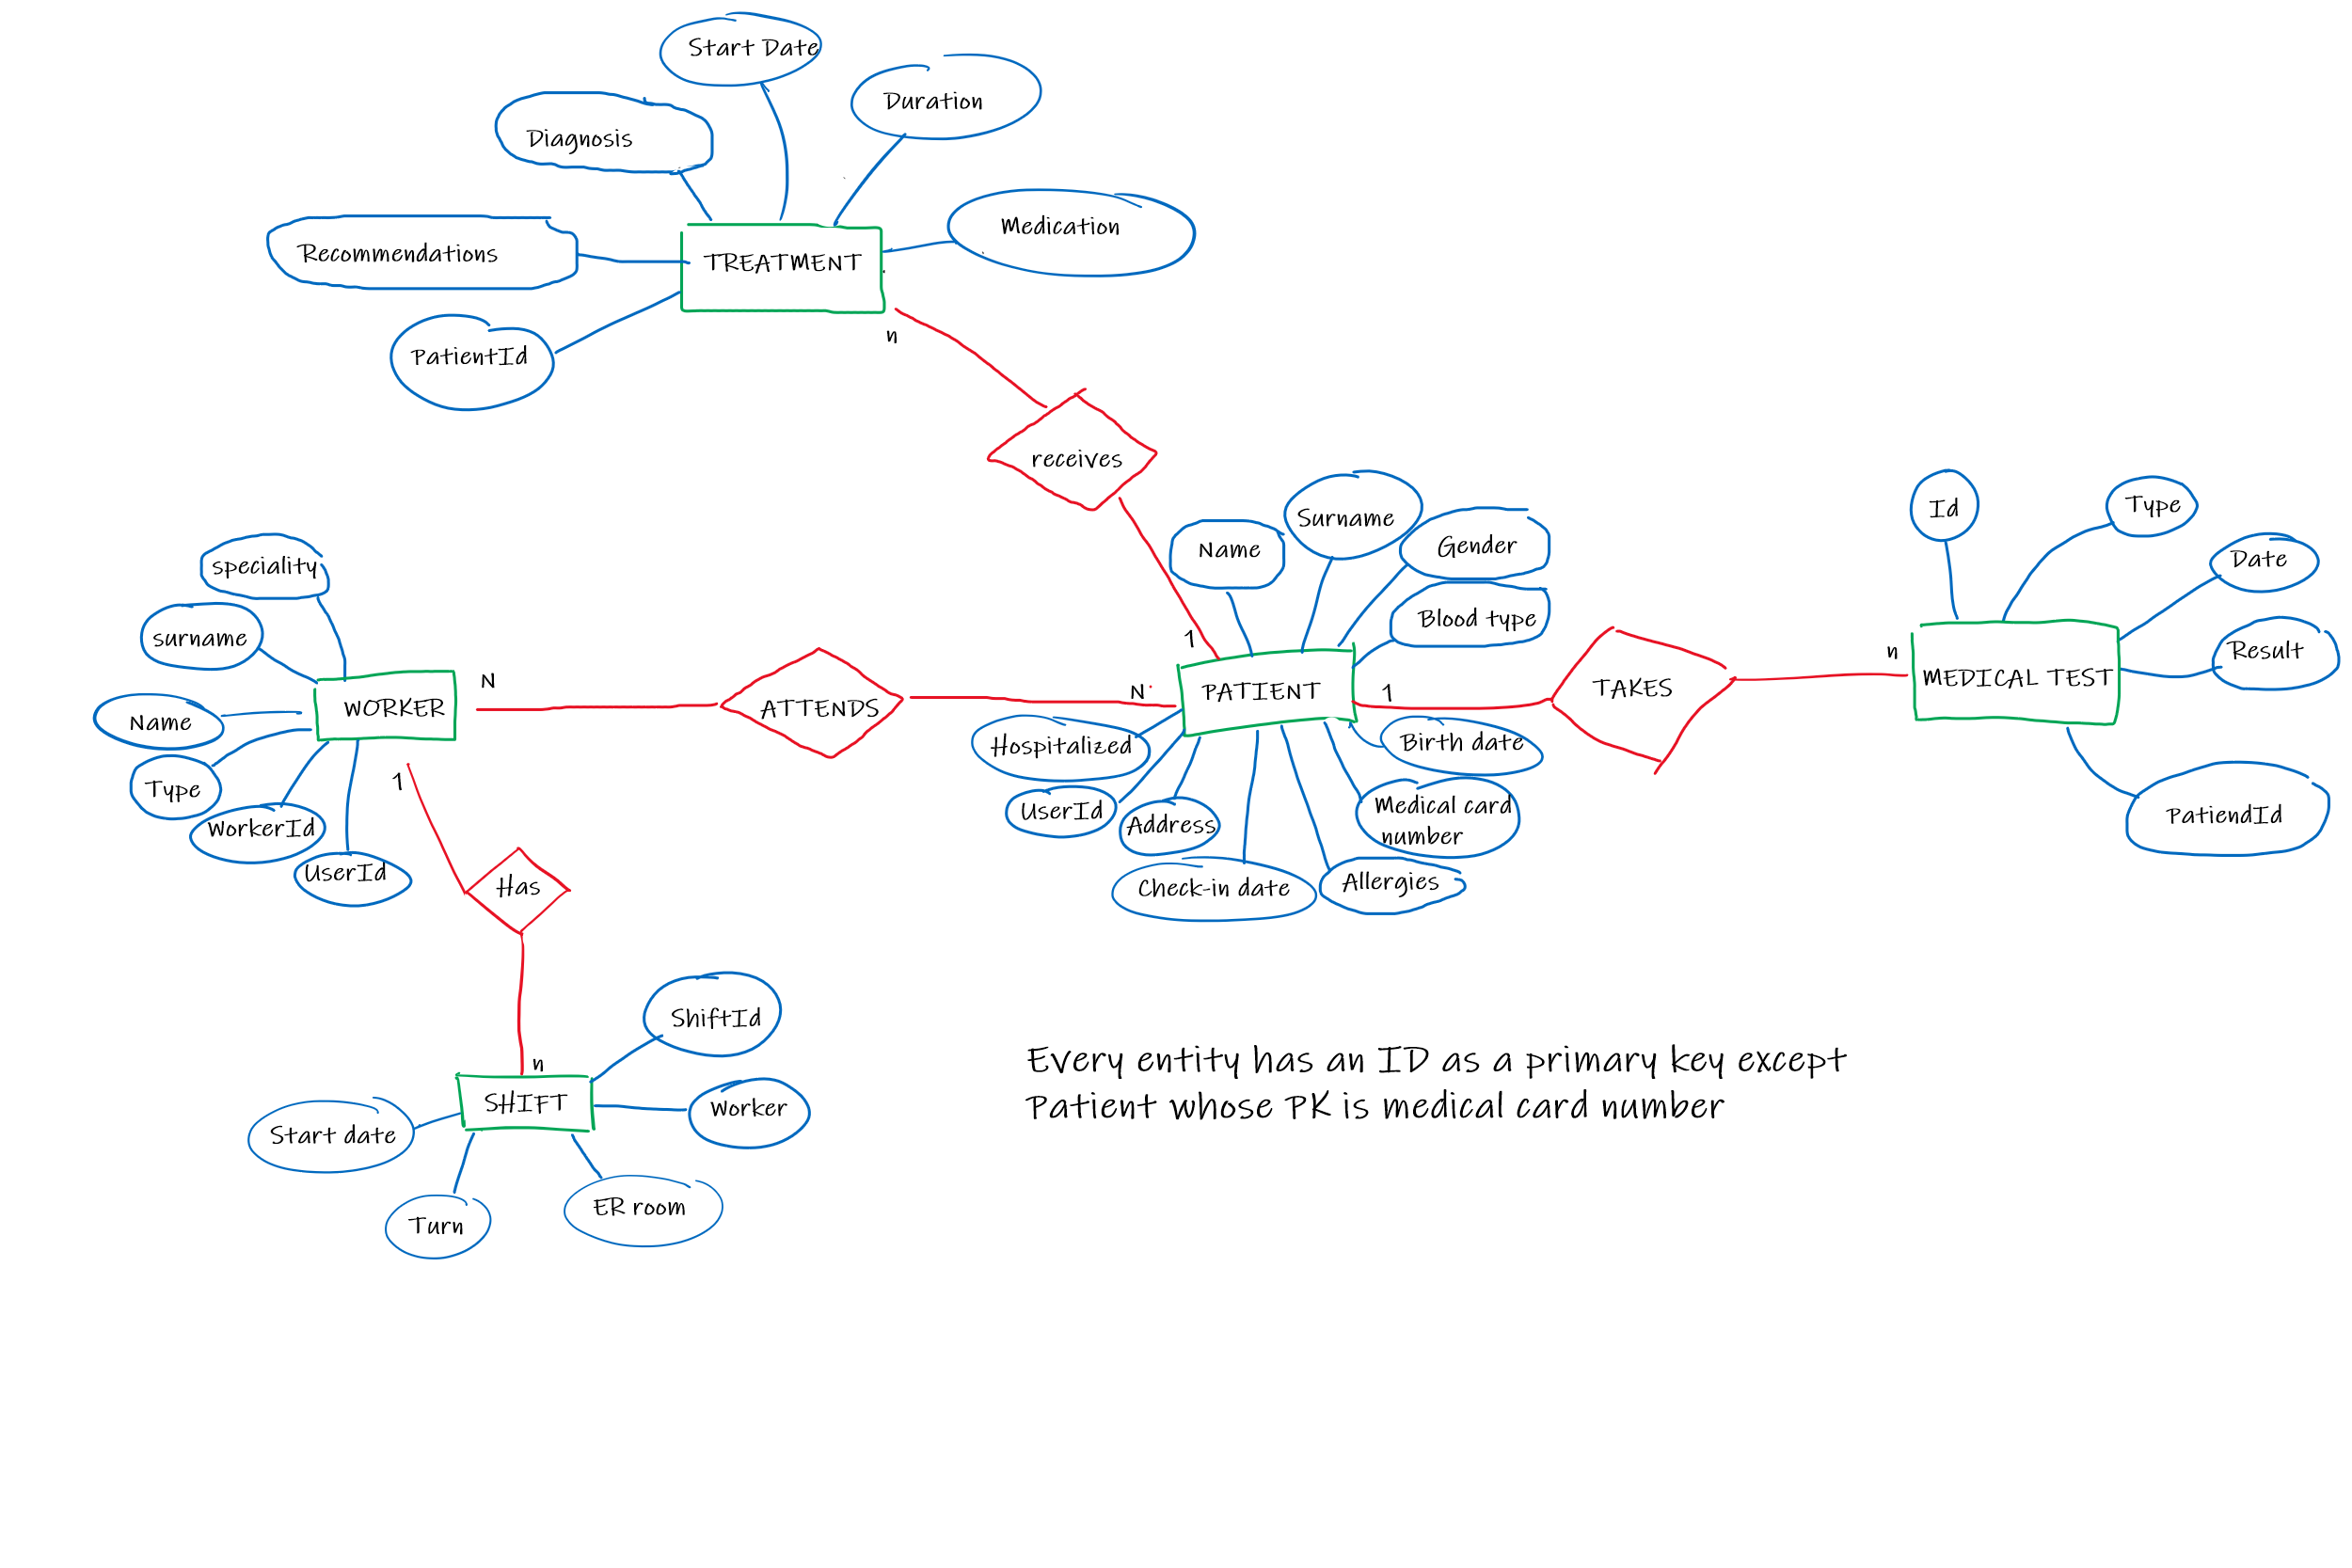 Start Date
Duration
Diagnosis
Medication
Recommendations
TREATMENT
PatientId
n
receives
Id
Type
Surname
Name
Gender
Date
speciality
Blood type
surname
1
n
Result
N
N
PATIENT
1
TAKES
MEDICAL TEST
WORKER
ATTENDS
Name
Hospitalized
Birth date
Type
1
UserId
Address
Medical card
number
PatiendId
WorkerId
UserId
Has
Check-in date
Allergies
ShiftId
n
Every entity has an ID as a primary key except
Patient whose PK is medical card number
SHIFT
Worker
Start date
ER room
Turn